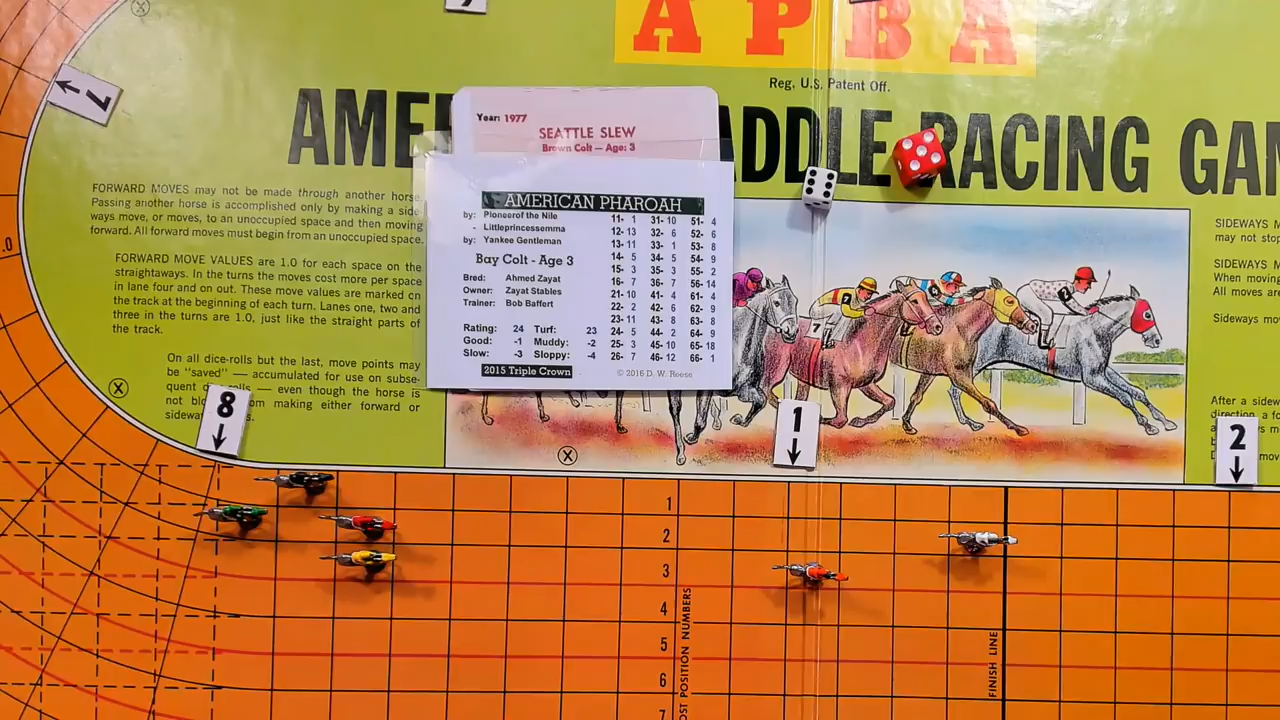 APBA
Reg, U.S. Patent Off.
7
Year: 1977
SEATTLE SLEW
Brown Colt — Age: 3
AMERICAN PHAROAH
by: Pioneerof the Nile
- Littleprincessemma
by: Yankee Gentleman
Bay Colt - Age 3
Bred: Ahmed Zayat
Owner: Zayat Stables
Trainer: Bob Baffert
Rating: 24 Turf: 23
Good: -1 Muddy: -2
Slow: -3 Sloppy: -4
2015 Triple Crown
© 2016 D. W. Reese
11- 1 31- 10 51- 4
12- 13 32- 6 52- 6
13- 11 33- 1 53- 8
14- 5 34- 5 54- 9
15- 3 35- 3 55- 2
16- 7 36- 7 56- 14
21- 10 41- 4 61- 4
22- 2 42- 6 62- 9
23- 11 43- 8 63- 8
24- 5 44- 2 64- 9
25- 3 45- 10 65- 18
26- 7 46- 12 66- 1
RACING
FORWARD MOVES may not be made through another horse.
Passing another horse is accomplished only by making a side-
ways move, or moves, to an unoccupied space and then moving
forward. All forward moves must begin from an unoccupied space.
FORWARD MOVE VALUES are 1.0 for each space on the
straightaways. In the turns the moves cost more per space
in lane four and on out. These move values are marked on
the track at the beginning of each turn. Lanes one, two and
three in the turns are 1.0, just like the straight parts of
the track.
On all dice-rolls but the last, move points may
be "saved" — accumulated for use on subse-
quent — even though the horse is
not making either forward or
SIDEWAYS
may not
SIDEWAYS
When moving
All moves
Sideways
After a
direction, a
8
1
2
1
2
3
4
5
6
7
POSITION NUMBERS
FINISH LINE